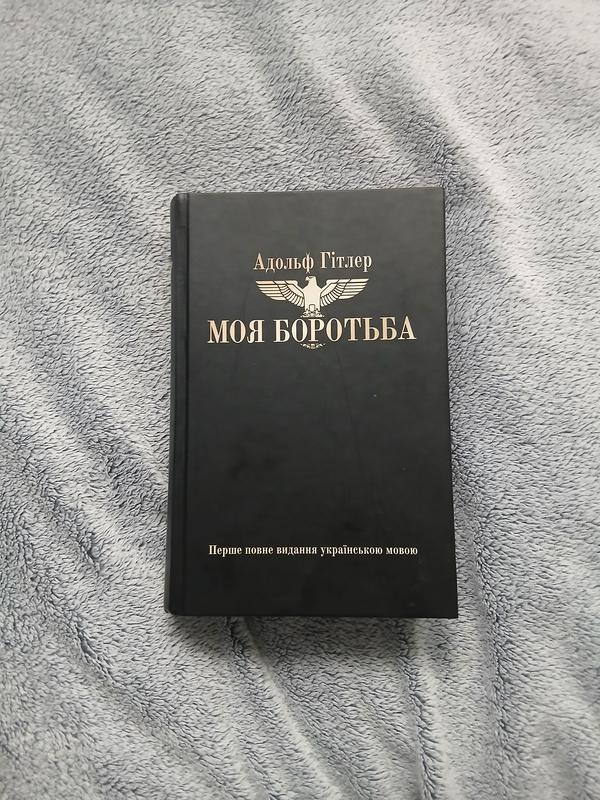 Адольф Гітлер
МОЯ БОРОТЬБА
Перше повне видання українською мовою